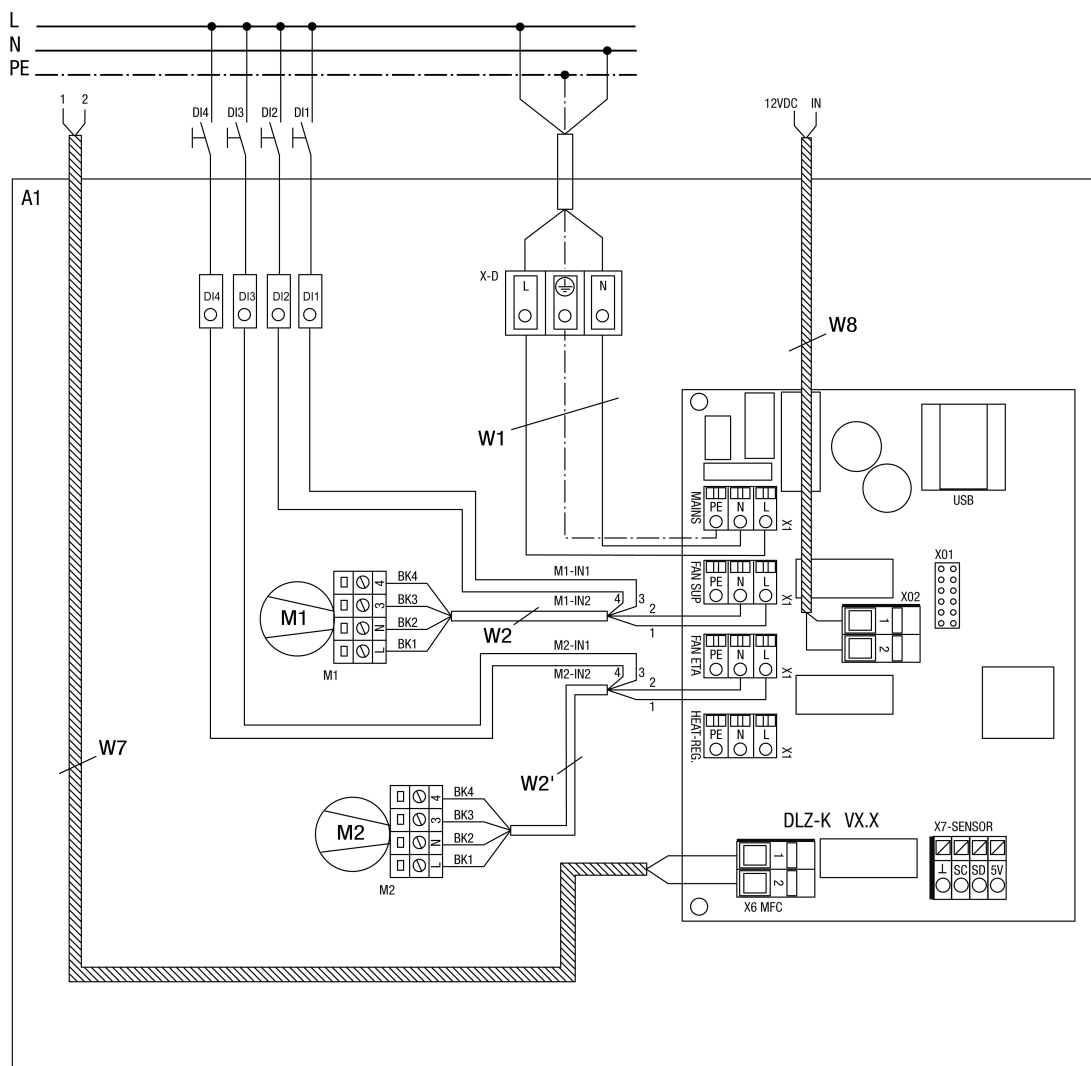 L
N
PE
1 2
DI4 DI3 DI2 DI1
12VDC IN
A1
X-D
L N
DI4 DI3 DI2 DI1
W8
W1
USB
MAINS
PE N L
X1
X01
FAN SUP
PE N L
X1
X02
1
2
M1-IN1
M1-IN2
4 3
2
1
BK4
BK3
BK2
BK1
M1
4
3
N
L
M1
W2
M2-IN1
M2-IN2
4 3
2
1
FAN ETA
PE N L
X1
HEAT-REG.
PE N L
X1
W7
W2'
M2
4
3
N
L
BK4
BK3
BK2
BK1
M2
DLZ-K VX.X
X7-SENSOR
⊥ SC SD 5V
1
2
X6 MFC